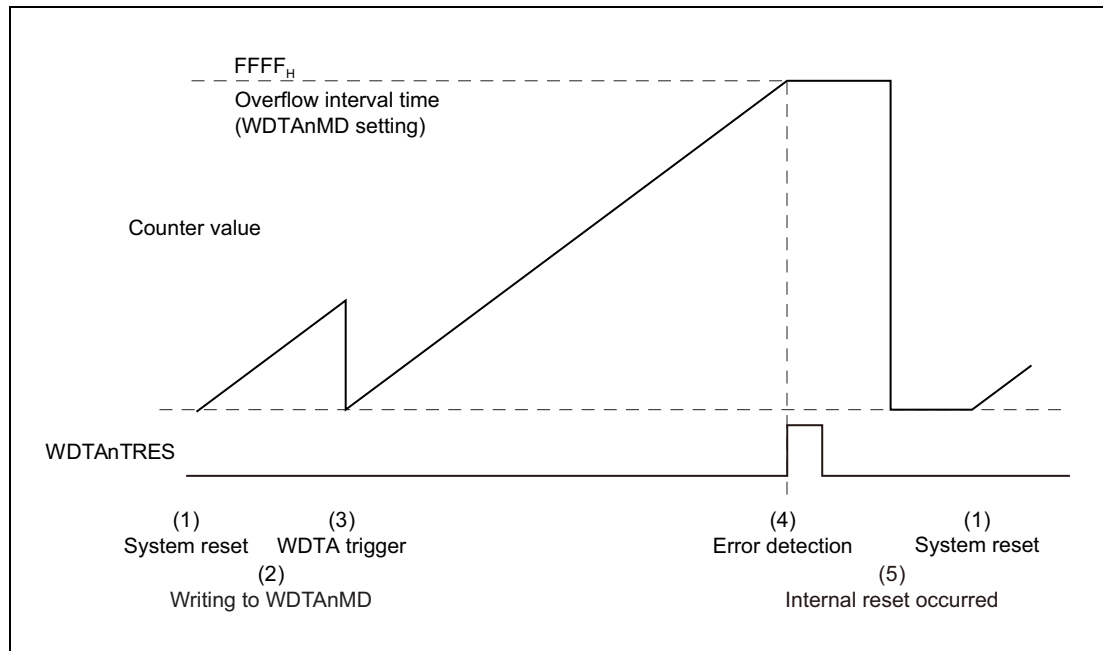 FFFFH
Overflow interval time
(WDTAnMD setting)
Counter value
WDTAnTRES
(1) (3) (4) (1)
System reset WDTA trigger Error detection System reset
(2) (5)
Writing to WDTAnMD Internal reset occurred